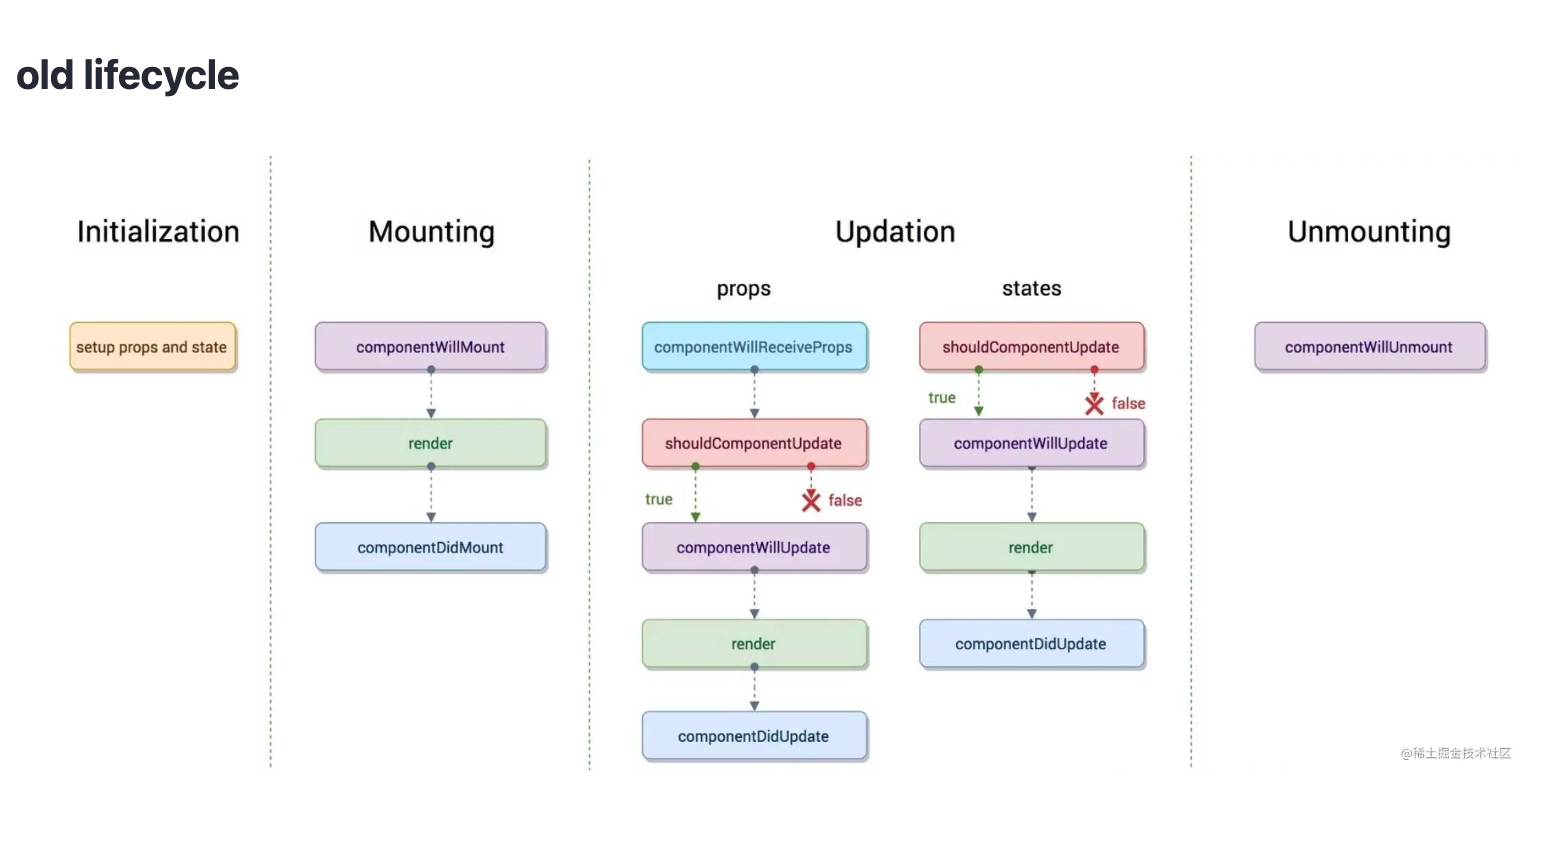 old lifecycle
Initialization
Mounting
Updation
Unmounting
props
states
setup props and state
componentWillMount
componentWillReceiveProps
shouldComponentUpdate
componentWillUnmount
true
false
render
shouldComponentUpdate
componentWillUpdate
true
false
componentDidMount
componentWillUpdate
render
render
componentDidUpdate
componentDidUpdate
@稀土掘金技术社区